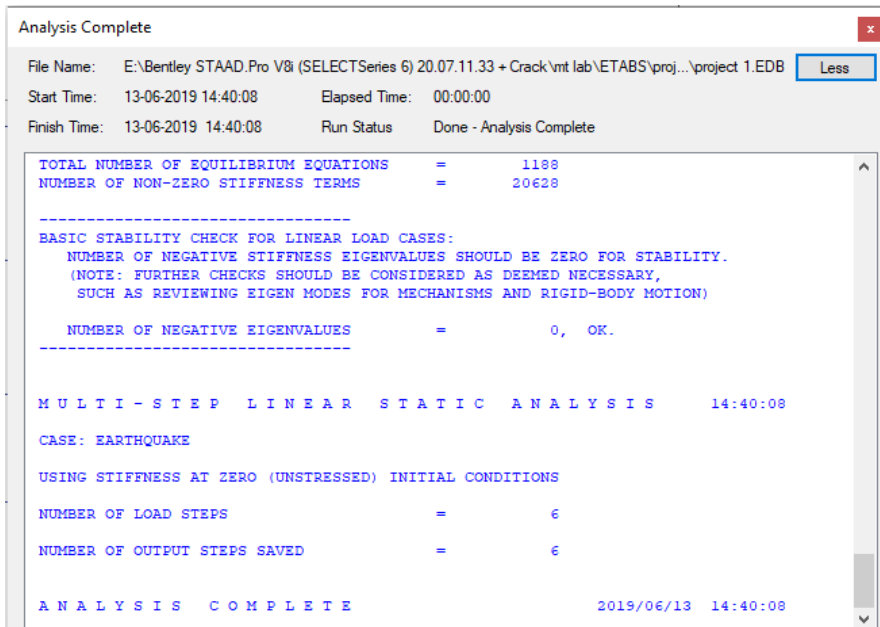 Analysis Complete
x
File Name: E:\Bentley STAAD.Pro V8i (SELECTSeries 6) 20.07.11.33 + Crack\mt lab\ETABS\proj...\project 1.EDB Less
Start Time: 13-06-2019 14:40:08 Elapsed Time: 00:00:00
Finish Time: 13-06-2019 14:40:08 Run Status Done - Analysis Complete
TOTAL NUMBER OF EQUILIBRIUM EQUATIONS = 1188
NUMBER OF NON-ZERO STIFFNESS TERMS = 20628
---------------------------------
BASIC STABILITY CHECK FOR LINEAR LOAD CASES:
NUMBER OF NEGATIVE STIFFNESS EIGENVALUES SHOULD BE ZERO FOR STABILITY.
(NOTE: FURTHER CHECKS SHOULD BE CONSIDERED AS DEEMED NECESSARY,
SUCH AS REVIEWING EIGEN MODES FOR MECHANISMS AND RIGID-BODY MOTION)
NUMBER OF NEGATIVE EIGENVALUES = 0, OK.
---------------------------------
M U L T I - S T E P   L I N E A R   S T A T I C   A N A L Y S I S   14:40:08
CASE: EARTHQUAKE
USING STIFFNESS AT ZERO (UNSTRESSED) INITIAL CONDITIONS
NUMBER OF LOAD STEPS = 6
NUMBER OF OUTPUT STEPS SAVED = 6
A N A L Y S I S   C O M P L E T E   2019/06/13 14:40:08